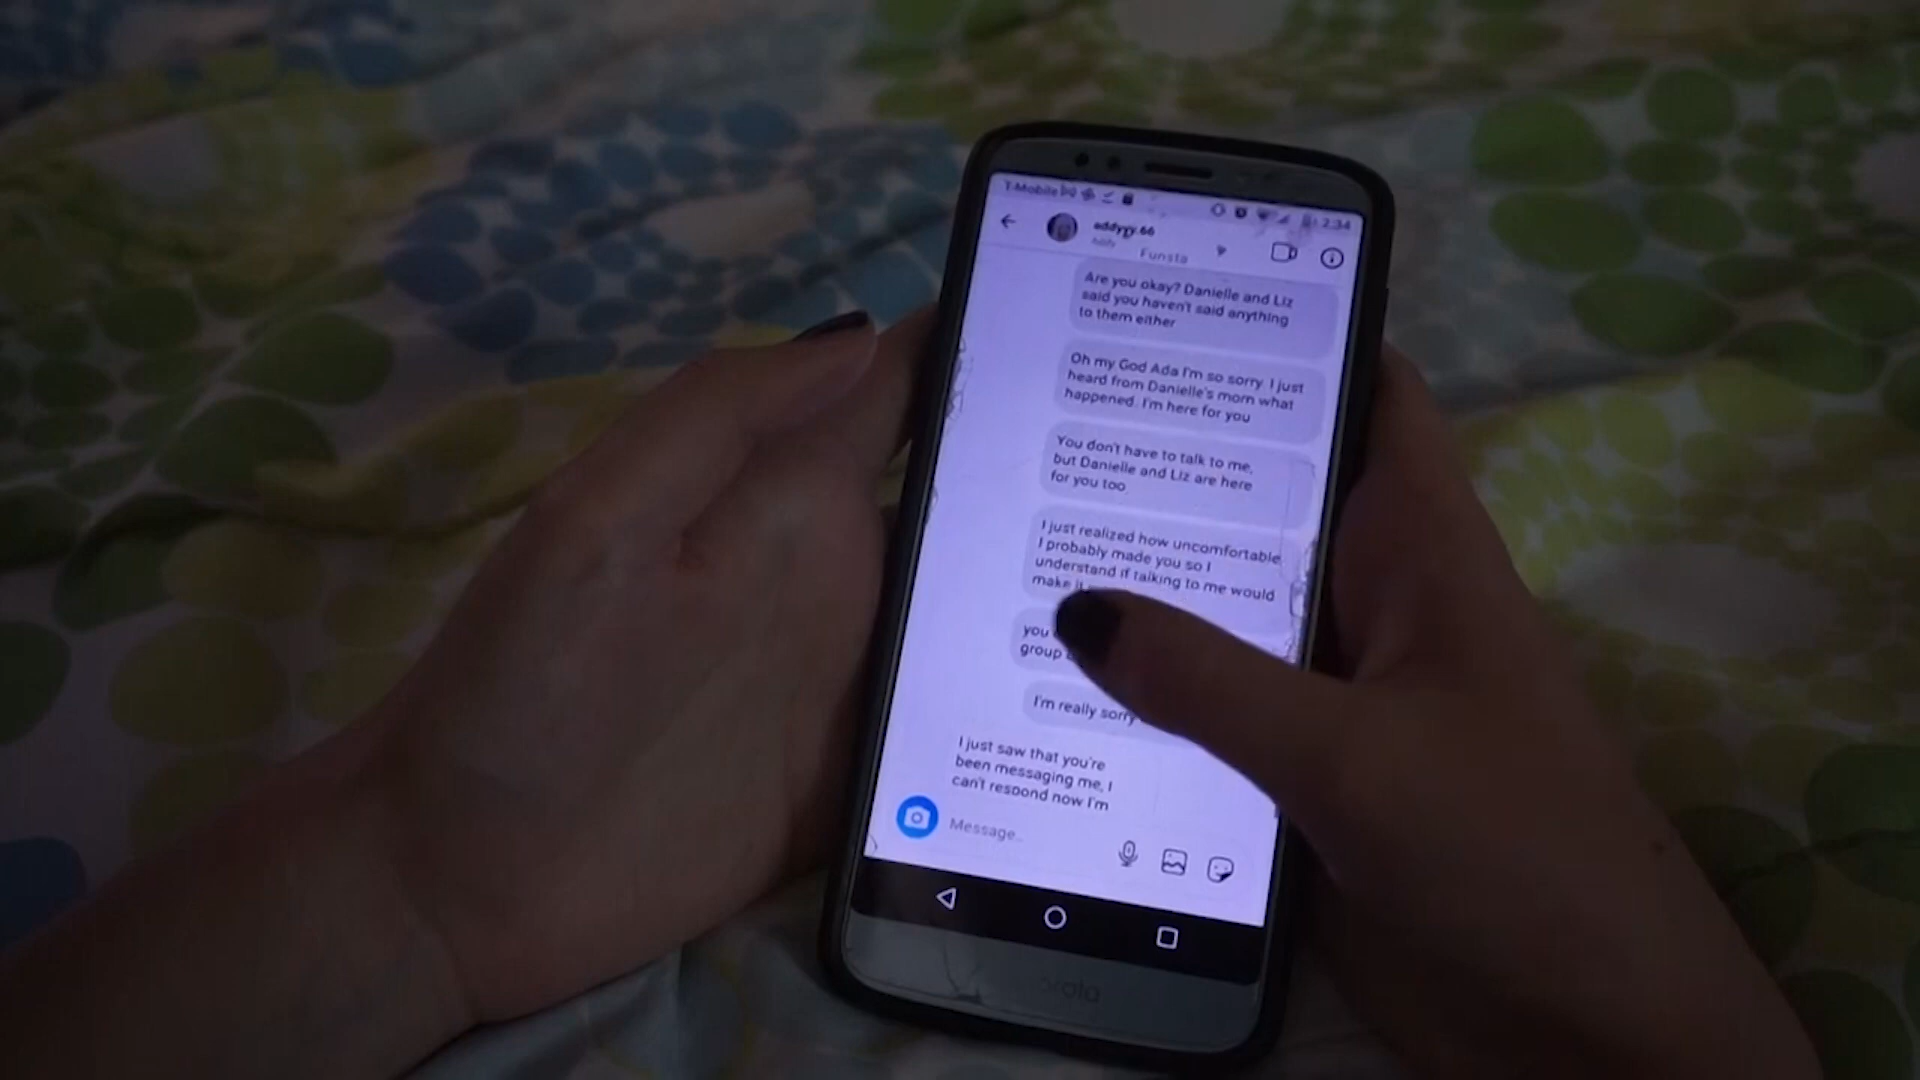 T-Mobile
2:34
addyyy.66
Funsta
Are you okay? Danielle and Liz
said you haven't said anything
to them either
Oh my God Ada I'm so sorry. I just
heard from Danielle's mom what
happened. I'm here for you
You don't have to talk to me,
but Danielle and Liz are here
for you too
I just realized how uncomfortable
I probably made you so I
understand if talking to me would
make it
you
group
I'm really sorry
I just saw that you're
been messaging me, I
can't respond now I'm
Message..